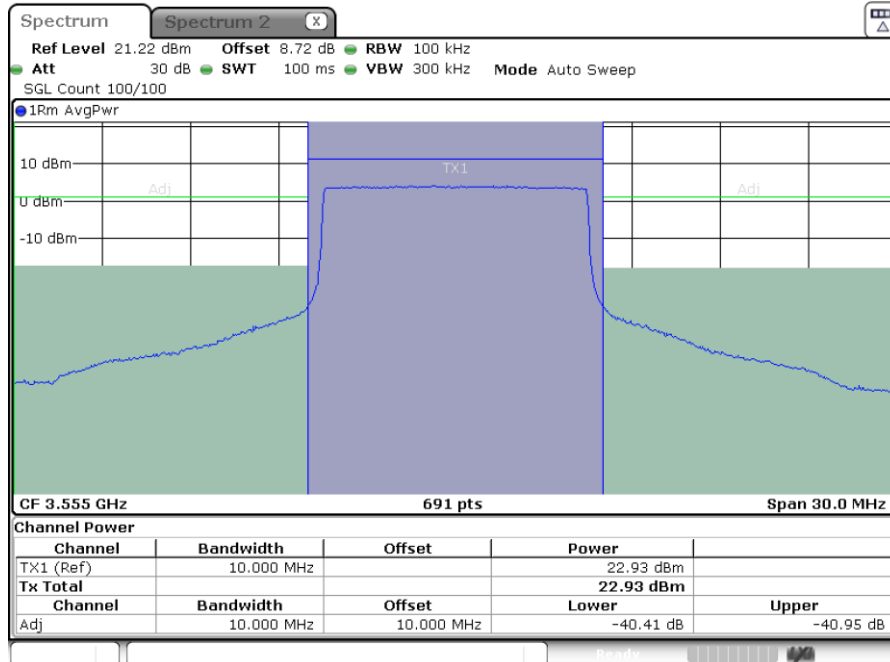 Spectrum Spectrum 2 X
Ref Level 21.22 dBm Offset 8.72 dB RBW 100 kHz
Att 30 dB SWT 100 ms VBW 300 kHz Mode Auto Sweep
SGL Count 100/100
1Rm AvgPwr
10 dBm
TX1
Adj Adj
0 dBm
-10 dBm
CF 3.555 GHz 691 pts Span 30.0 MHz
Channel Power
Channel Bandwidth Offset Power
TX1 (Ref) 10.000 MHz 22.93 dBm
Tx Total 22.93 dBm
Channel Bandwidth Offset Lower Upper
Adj 10.000 MHz 10.000 MHz -40.41 dB -40.95 dB
Ready